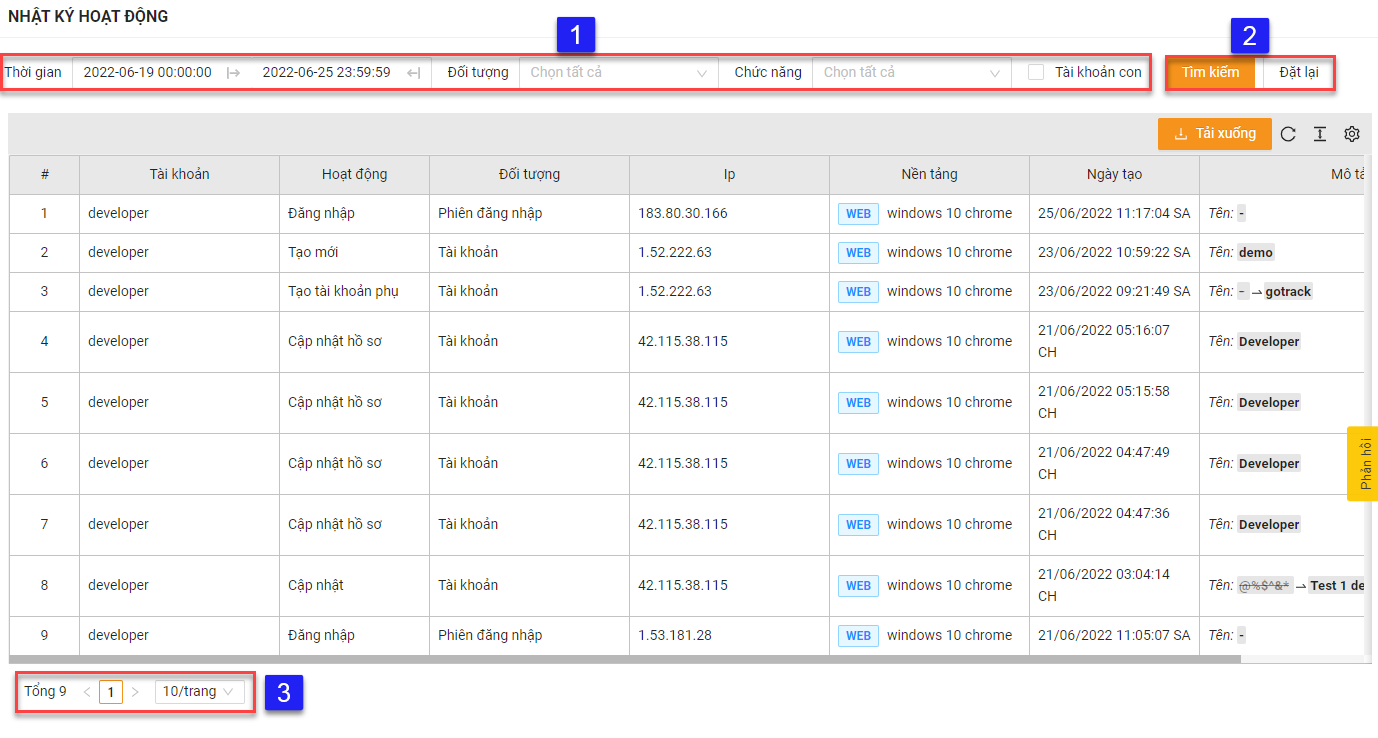 NHẬT KÝ HOẠT ĐỘNG
1
2
Thời gian 2022-06-19 00:00:00 2022-06-25 23:59:59 Đối tượng Chọn tất cả Chức năng Chọn tất cả Tài khoản con Tìm kiếm Đặt lại
Tải xuống
# Tài khoản Hoạt động Đối tượng Ip Nền tảng Ngày tạo Mô tả
1 developer Đăng nhập Phiên đăng nhập 183.80.30.166 WEB windows 10 chrome 25/06/2022 11:17:04 SA Tên: -
2 developer Tạo mới Tài khoản 1.52.222.63 WEB windows 10 chrome 23/06/2022 10:59:22 SA Tên: demo
3 developer Tạo tài khoản phụ Tài khoản 1.52.222.63 WEB windows 10 chrome 23/06/2022 09:21:49 SA Tên: - → gotrack
4 developer Cập nhật hồ sơ Tài khoản 42.115.38.115 WEB windows 10 chrome 21/06/2022 05:16:07 CH Tên: Developer
5 developer Cập nhật hồ sơ Tài khoản 42.115.38.115 WEB windows 10 chrome 21/06/2022 05:15:58 CH Tên: Developer
6 developer Cập nhật hồ sơ Tài khoản 42.115.38.115 WEB windows 10 chrome 21/06/2022 04:47:49 CH Tên: Developer
7 developer Cập nhật hồ sơ Tài khoản 42.115.38.115 WEB windows 10 chrome 21/06/2022 04:47:36 CH Tên: Developer
8 developer Cập nhật Tài khoản 42.115.38.115 WEB windows 10 chrome 21/06/2022 03:04:14 CH Tên: @%$^&* → Test 1 de
9 developer Đăng nhập Phiên đăng nhập 1.53.181.28 WEB windows 10 chrome 21/06/2022 11:05:07 SA Tên: -
Phản hồi
Tổng 9 < 1 > 10/trang
3